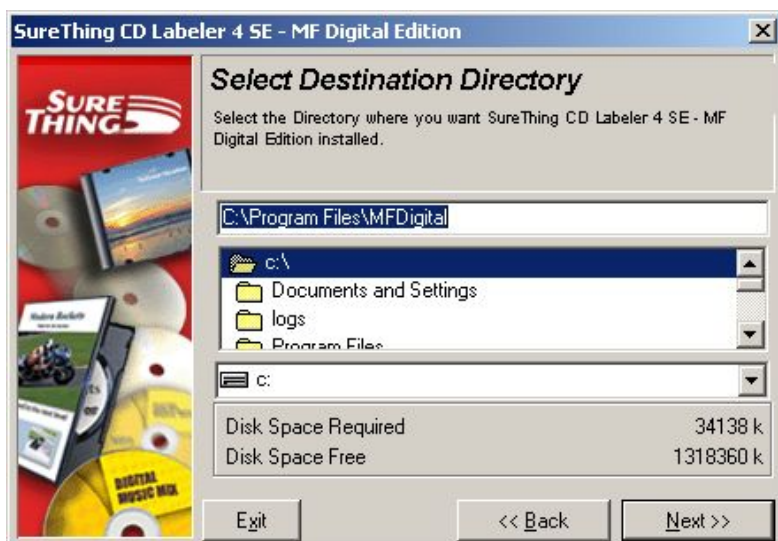 SureThing CD Labeler 4 SE - MF Digital Edition
SURE
THING
Select Destination Directory
Select the Directory where you want SureThing CD Labeler 4 SE - MF
Digital Edition installed.
C:\Program Files\MFDigital
c:\
Documents and Settings
logs
Program Files
c:
Disk Space Required 34138 k
Disk Space Free 1318360 k
DIGITAL
MUSIC MIX
Exit
<< Back
Next >>